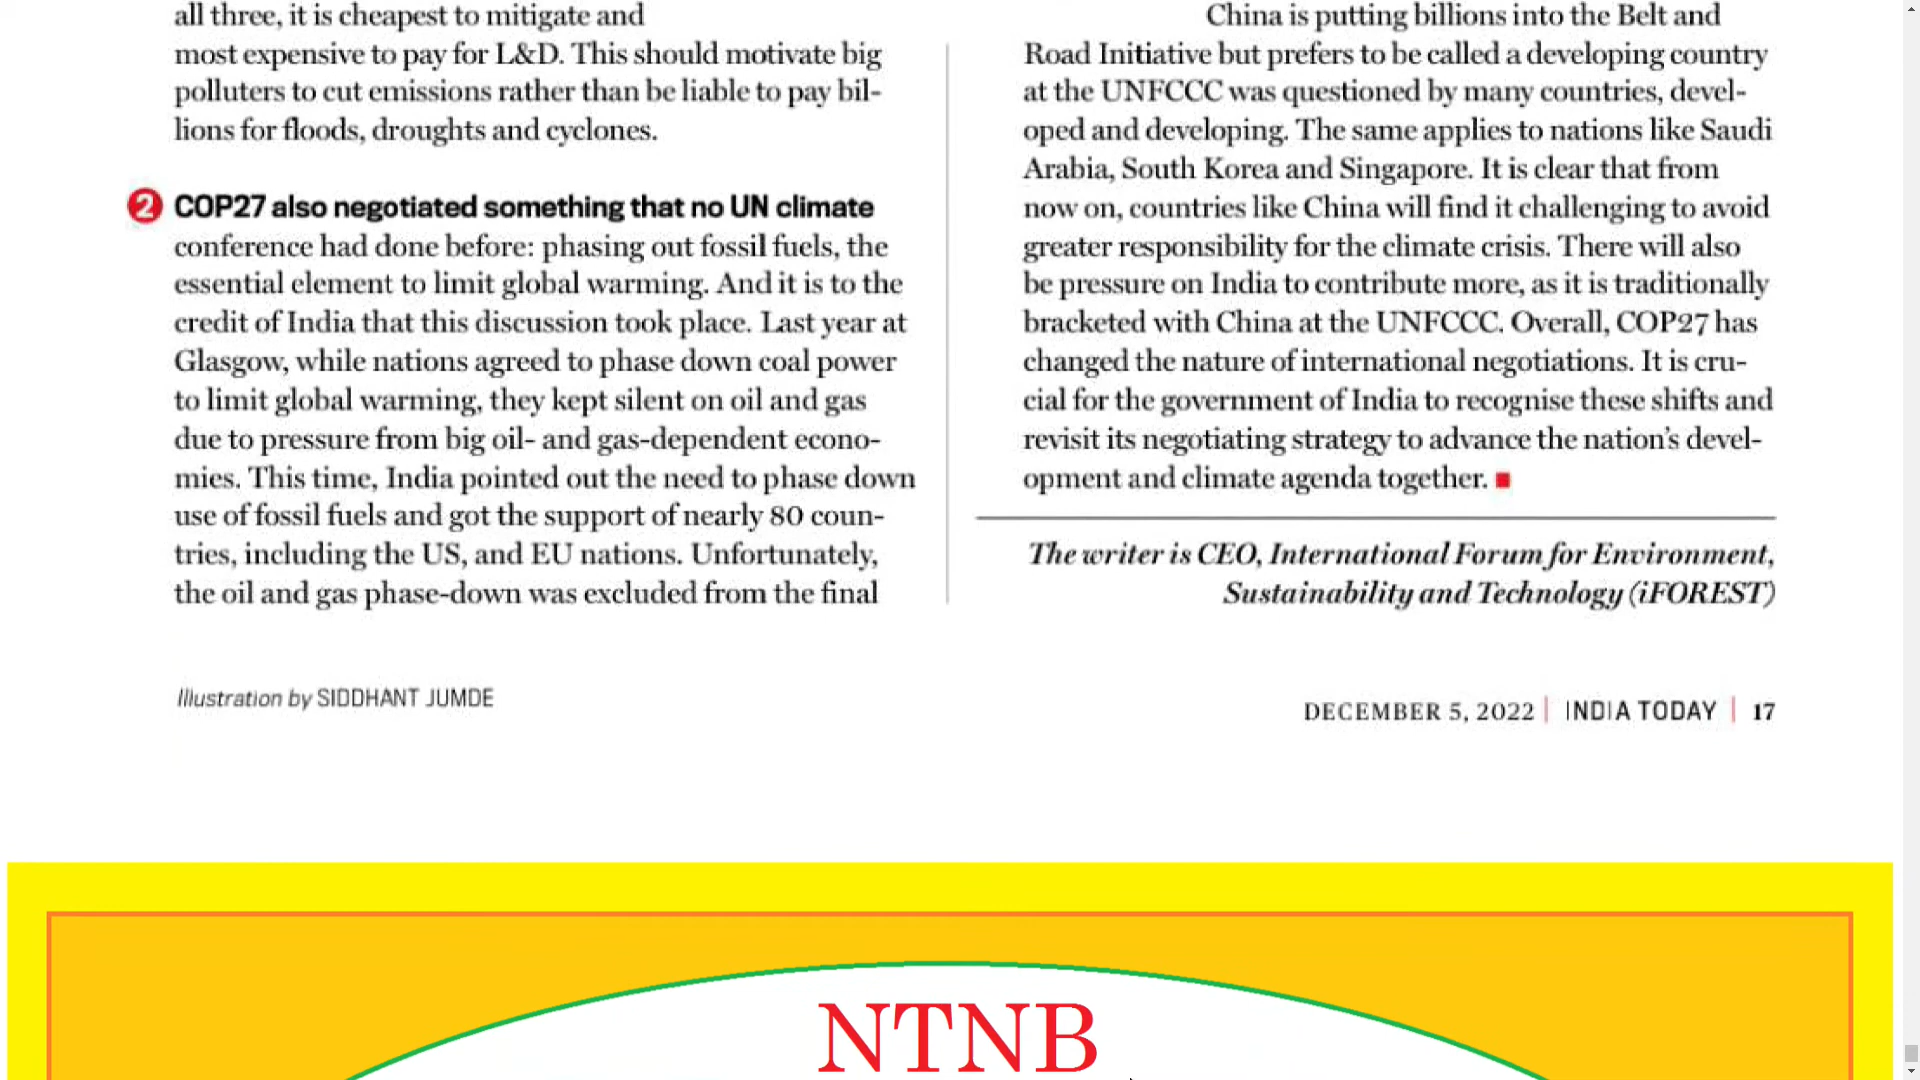 all three, it is cheapest to mitigate and
most expensive to pay for L&D. This should motivate big
polluters to cut emissions rather than be liable to pay bil-
lions for floods, droughts and cyclones.
2 COP27 also negotiated something that no UN climate
conference had done before: phasing out fossil fuels, the
essential element to limit global warming. And it is to the
credit of India that this discussion took place. Last year at
Glasgow, while nations agreed to phase down coal power
to limit global warming, they kept silent on oil and gas
due to pressure from big oil- and gas-dependent econo-
mies. This time, India pointed out the need to phase down
use of fossil fuels and got the support of nearly 80 coun-
tries, including the US, and EU nations. Unfortunately,
the oil and gas phase-down was excluded from the final
China is putting billions into the Belt and
Road Initiative but prefers to be called a developing country
at the UNFCCC was questioned by many countries, devel-
oped and developing. The same applies to nations like Saudi
Arabia, South Korea and Singapore. It is clear that from
now on, countries like China will find it challenging to avoid
greater responsibility for the climate crisis. There will also
be pressure on India to contribute more, as it is traditionally
bracketed with China at the UNFCCC. Overall, COP27 has
changed the nature of international negotiations. It is cru-
cial for the government of India to recognise these shifts and
revisit its negotiating strategy to advance the nation's devel-
opment and climate agenda together.
The writer is CEO, International Forum for Environment,
Sustainability and Technology (iFOREST)
Illustration by SIDDHANT JUMDE
DECEMBER 5, 2022 | INDIA TODAY | 17
NTNB